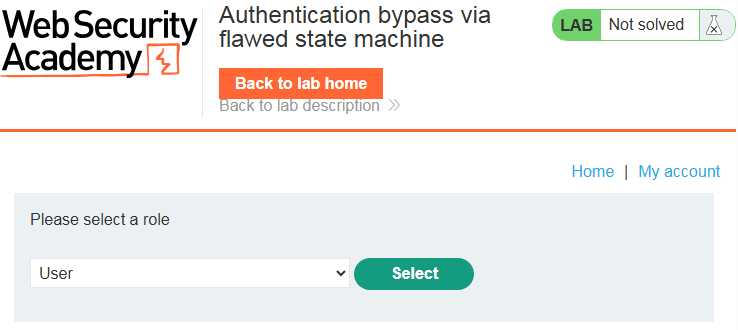 Web Security
Academy
Authentication bypass via
flawed state machine
LAB Not solved
Back to lab home
Back to lab description
Home | My account
Please select a role
User
Select